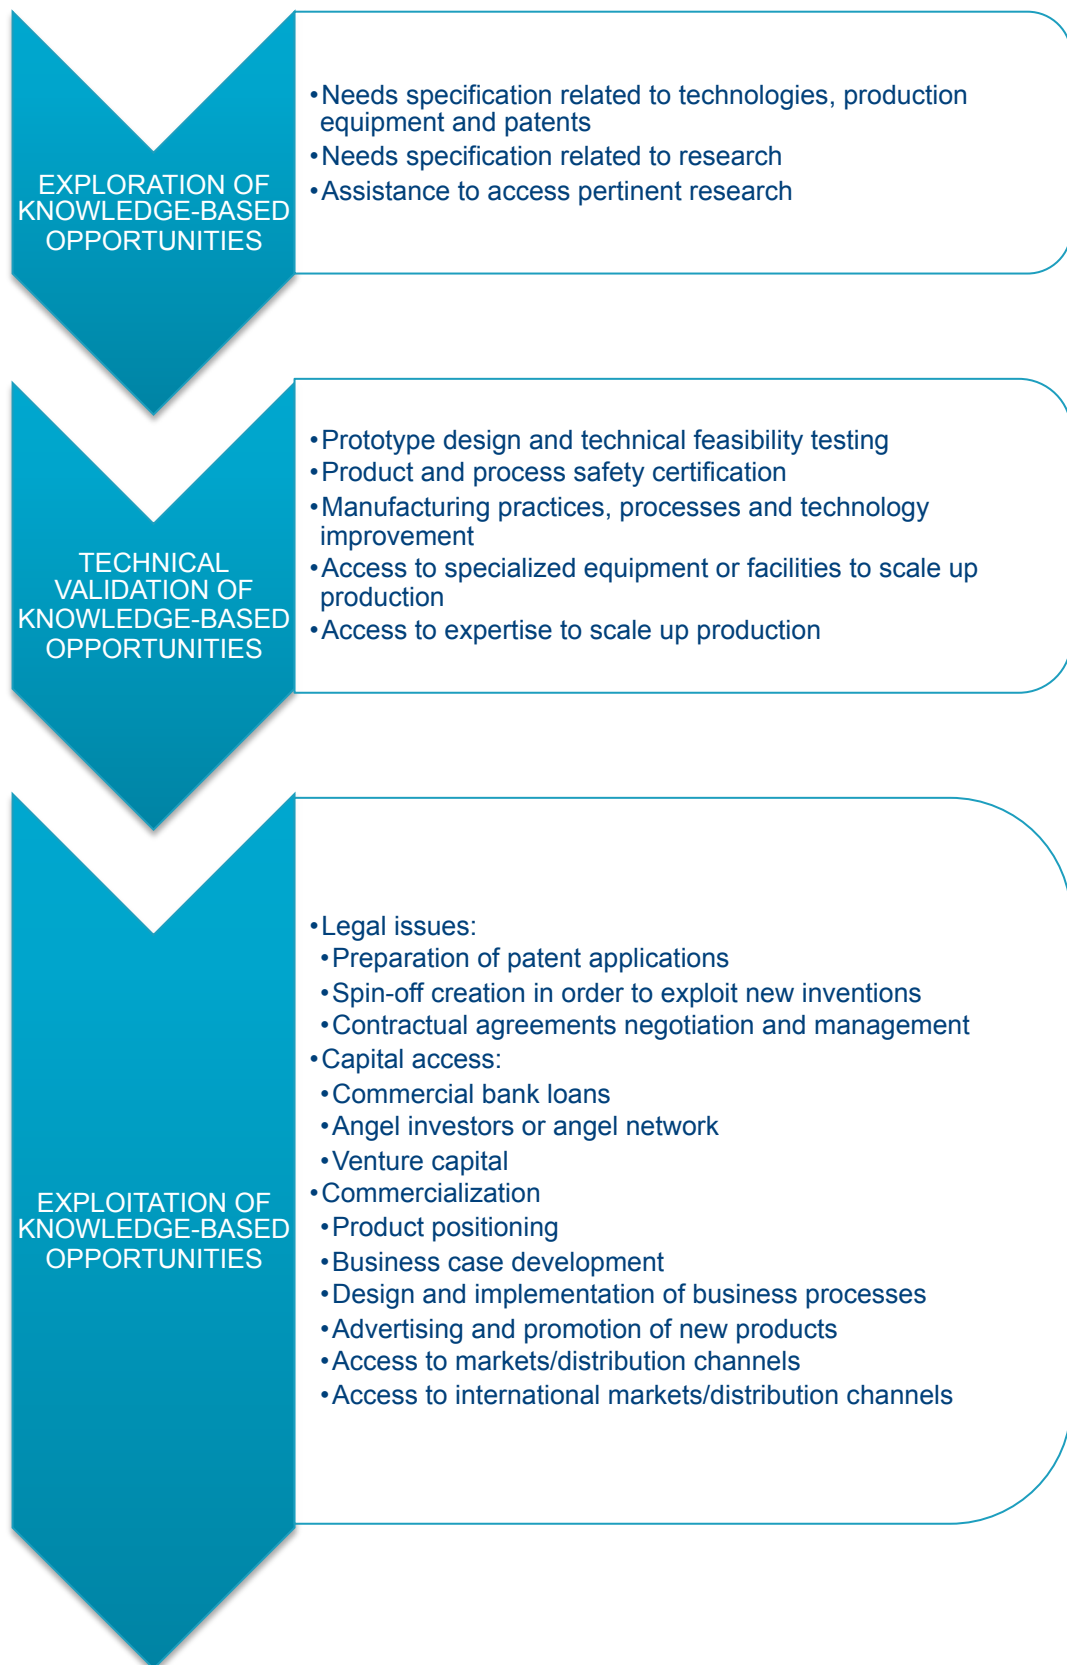 EXPLORATION OF
KNOWLEDGE-BASED
OPPORTUNITIES
•Needs specification related to technologies, production
equipment and patents
•Needs specification related to research
•Assistance to access pertinent research
TECHNICAL
VALIDATION OF
KNOWLEDGE-BASED
OPPORTUNITIES
•Prototype design and technical feasibility testing
•Product and process safety certification
•Manufacturing practices, processes and technology
improvement
•Access to specialized equipment or facilities to scale up
production
•Access to expertise to scale up production
EXPLOITATION OF
KNOWLEDGE-BASED
OPPORTUNITIES
•Legal issues:
•Preparation of patent applications
•Spin-off creation in order to exploit new inventions
•Contractual agreements negotiation and management
•Capital access:
•Commercial bank loans
•Angel investors or angel network
•Venture capital
•Commercialization
•Product positioning
•Business case development
•Design and implementation of business processes
•Advertising and promotion of new products
•Access to markets/distribution channels
•Access to international markets/distribution channels